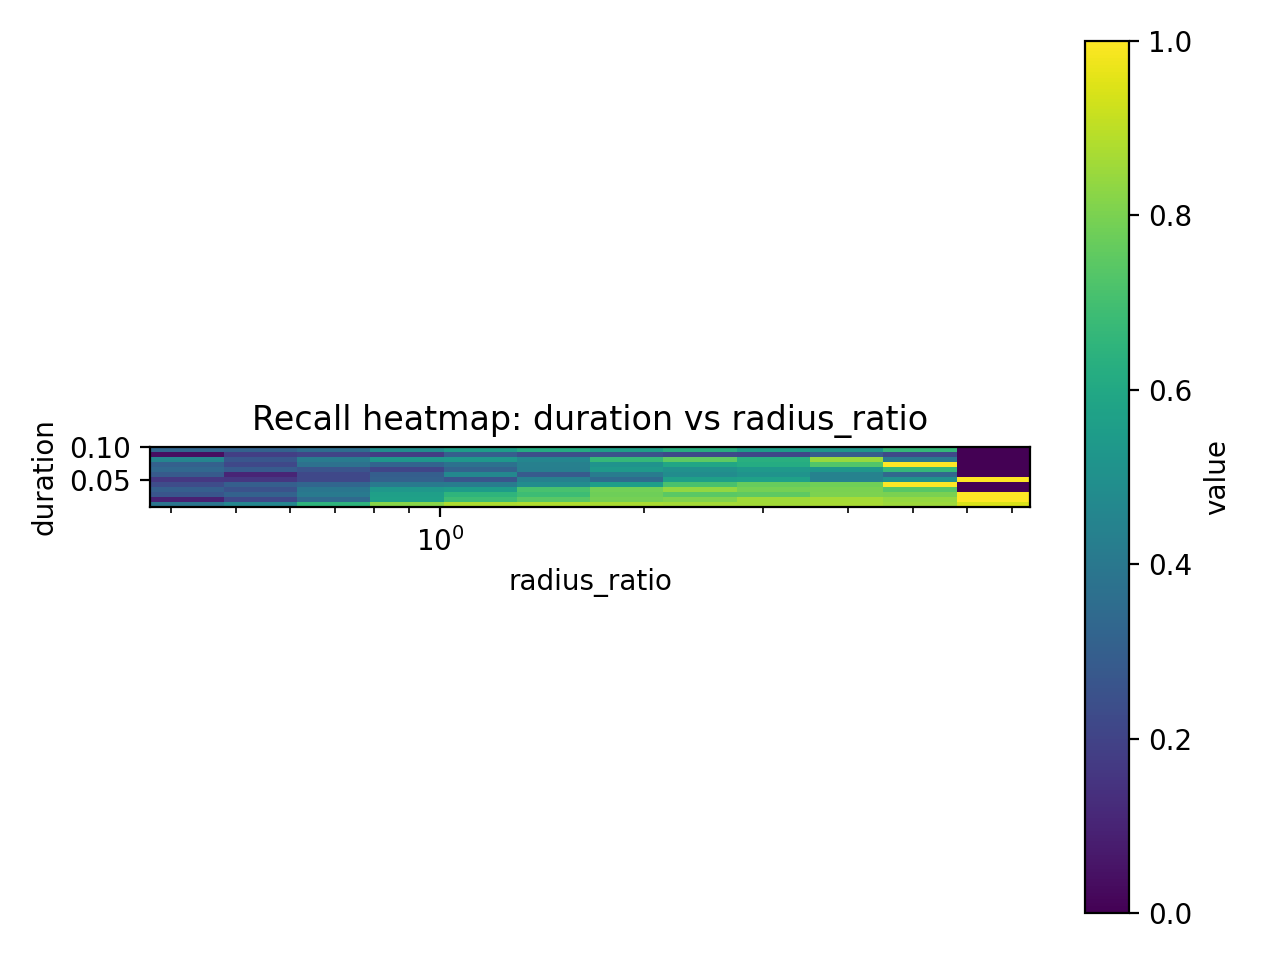 Recall heatmap: duration vs radius_ratio
duration
0.10
0.05
10⁰
radius_ratio
1.0
0.8
0.6
0.4
0.2
0.0
value